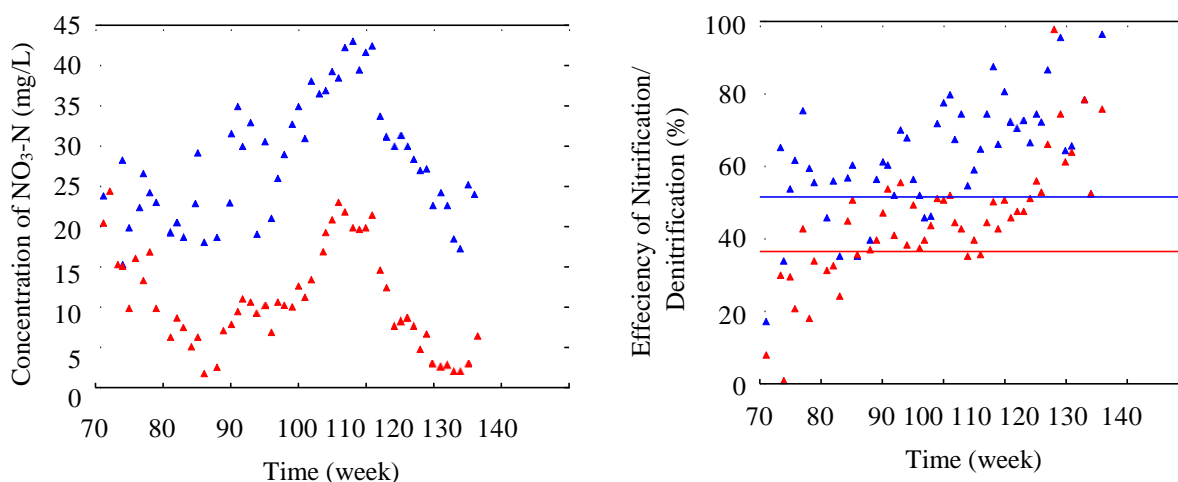 Concentration of NO3-N (mg/L)
45
40
35
30
25
20
15
10
5
0
70 80 90 100 110 120 130 140
Time (week)
Effeciency of Nitrification/
Denitrification (%)
100
80
60
40
20
0
70 80 90 100 110 120 130 140
Time (week)